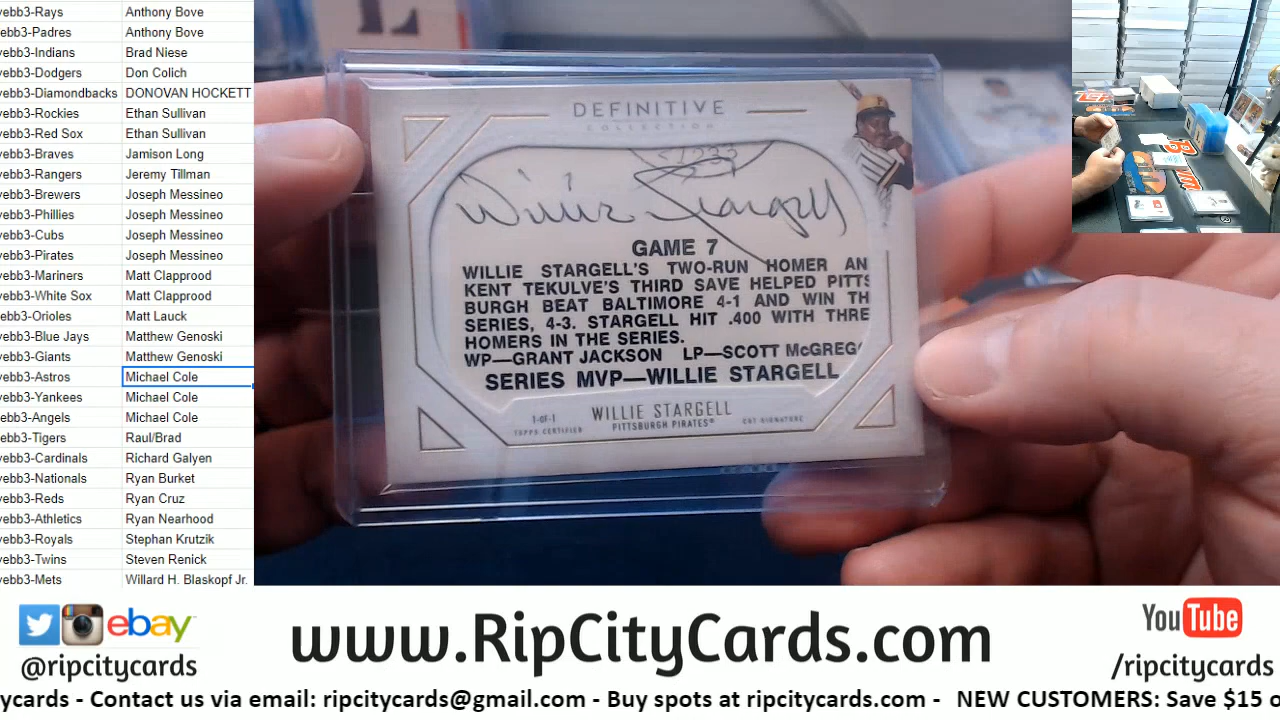 vebb3-Rays Anthony Bove
vebb3-Padres Anthony Bove
vebb3-Indians Brad Niese
vebb3-Dodgers Don Colich
vebb3-Diamondbacks DONOVAN HOCKETT
vebb3-Rockies Ethan Sullivan
vebb3-Red Sox Ethan Sullivan
vebb3-Braves Jamison Long
vebb3-Rangers Jeremy Tillman
vebb3-Brewers Joseph Messineo
vebb3-Phillies Joseph Messineo
vebb3-Cubs Joseph Messineo
vebb3-Pirates Joseph Messineo
vebb3-Mariners Matt Clapprood
vebb3-White Sox Matt Clapprood
vebb3-Orioles Matt Lauck
vebb3-Blue Jays Matthew Genoski
vebb3-Giants Matthew Genoski
vebb3-Astros Michael Cole
vebb3-Yankees Michael Cole
vebb3-Angels Michael Cole
vebb3-Tigers Raul/Brad
vebb3-Cardinals Richard Galyen
vebb3-Nationals Ryan Burket
vebb3-Reds Ryan Cruz
vebb3-Athletics Ryan Nearhood
vebb3-Royals Stephan Krutzik
vebb3-Twins Steven Renick
vebb3-Mets Willard H. Blaskopf Jr.
DEFINITIVE
COLLECTION
Willie Stargell
GAME 7
WILLIE STARGELL'S TWO-RUN HOMER AN
KENT TEKULVE'S THIRD SAVE HELPED PITTS
BURGH BEAT BALTIMORE 4-1 AND WIN TH
SERIES, 4-3. STARGELL HIT .400 WITH THRE
HOMERS IN THE SERIES.
WP—GRANT JACKSON LP—SCOTT McGREG
SERIES MVP—WILLIE STARGELL
1-OF-1
WILLIE STARGELL
PITTSBURGH PIRATES®
TOPPS CERTIFIED CUT SIGNATURE
ebay
@ripcitycards
www.RipCityCards.com
YouTube
/ripcitycards
ycards - Contact us via email: ripcitycards@gmail.com - Buy spots at ripcitycards.com - NEW CUSTOMERS: Save $15 o